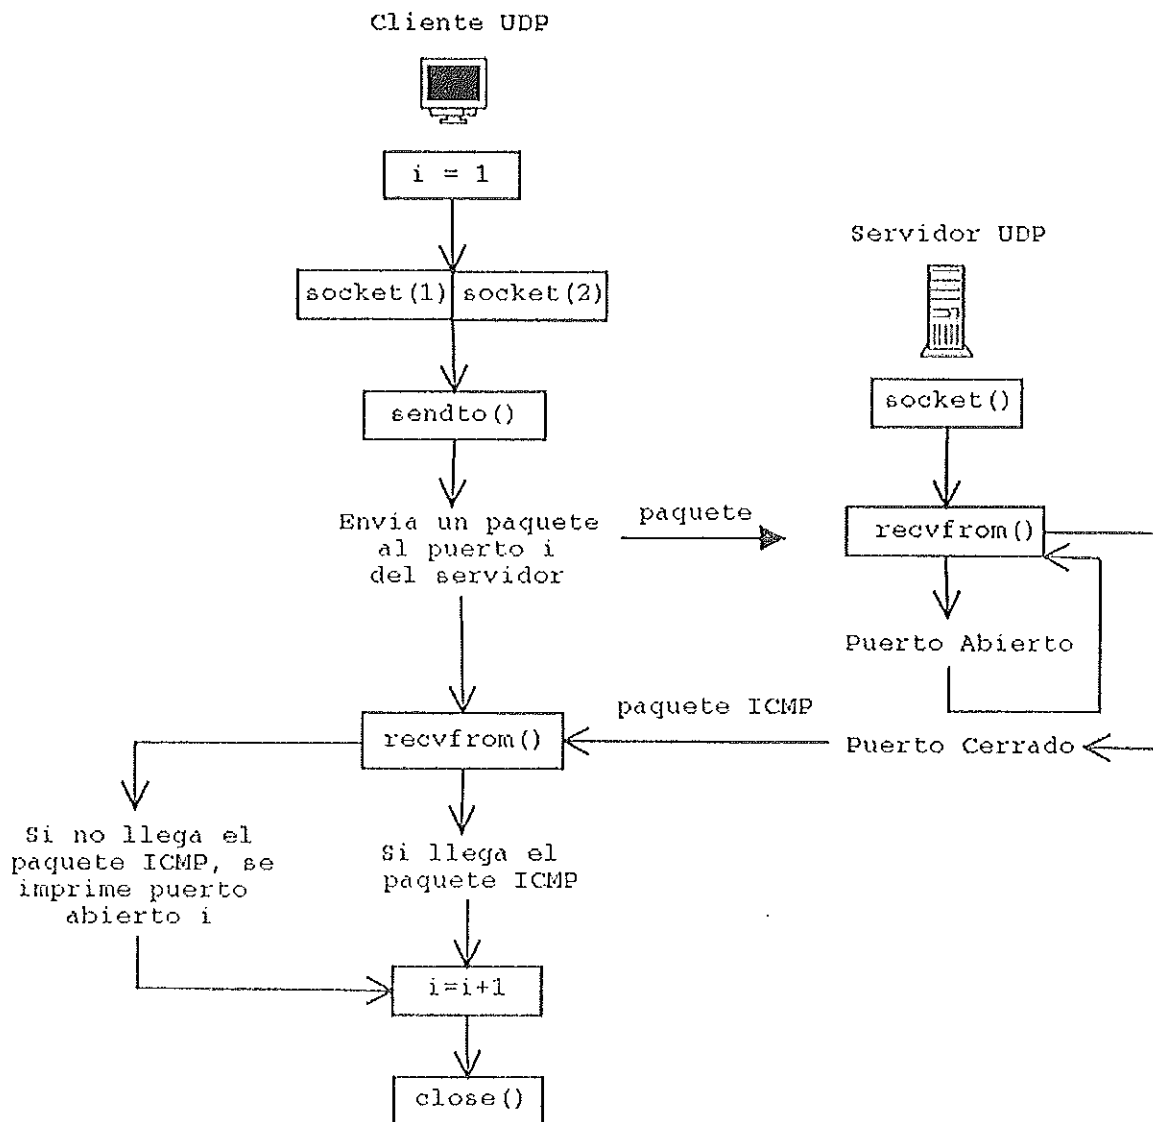 Cliente UDP
i = 1
socket(1) socket(2)
sendto()
Envía un paquete
al puerto i
del servidor
paquete
Servidor UDP
socket()
recvfrom()
Puerto Abierto
Puerto Cerrado
paquete ICMP
recvfrom()
Si no llega el
paquete ICMP, se
imprime puerto
abierto i
Si llega el
paquete ICMP
i=i+1
close()